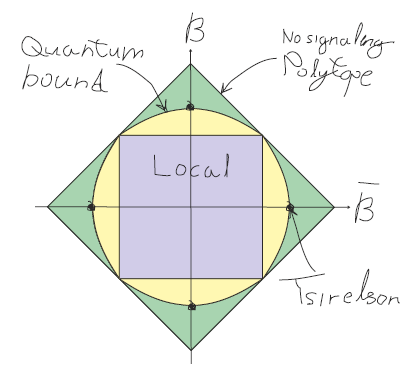 B
Quantum
bound
No signaling
Polytope
Local
B̅
Tsirelson